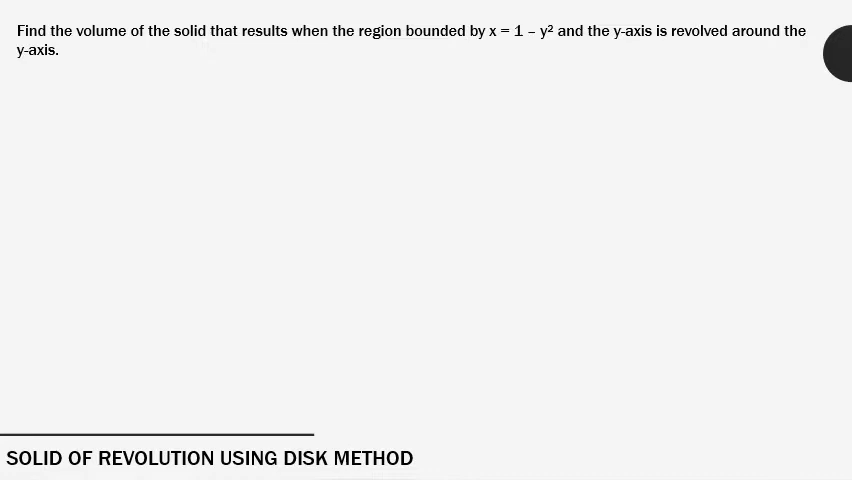 Find the volume of the solid that results when the region bounded by x = 1 – y² and the y-axis is revolved around the
y-axis.
SOLID OF REVOLUTION USING DISK METHOD